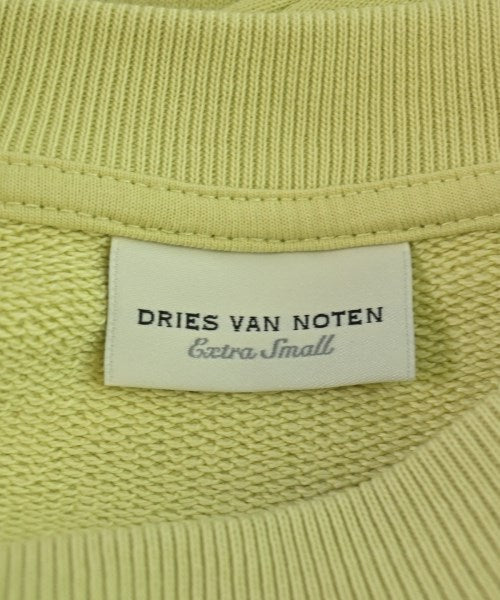 DRIES VAN NOTEN
Extra Small